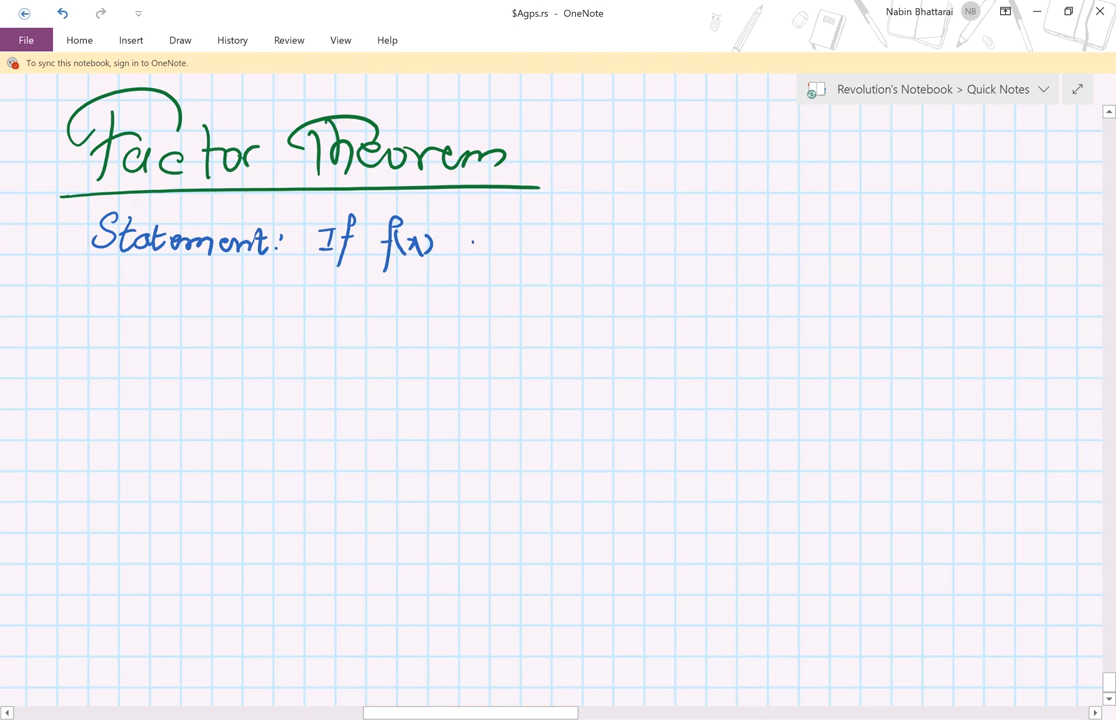 $Agps.rs - OneNote
Nabin Bhattarai NB
File Home Insert Draw History Review View Help
To sync this notebook, sign in to OneNote.
Revolution's Notebook > Quick Notes
Factor Theorem
Statement: If f(x)